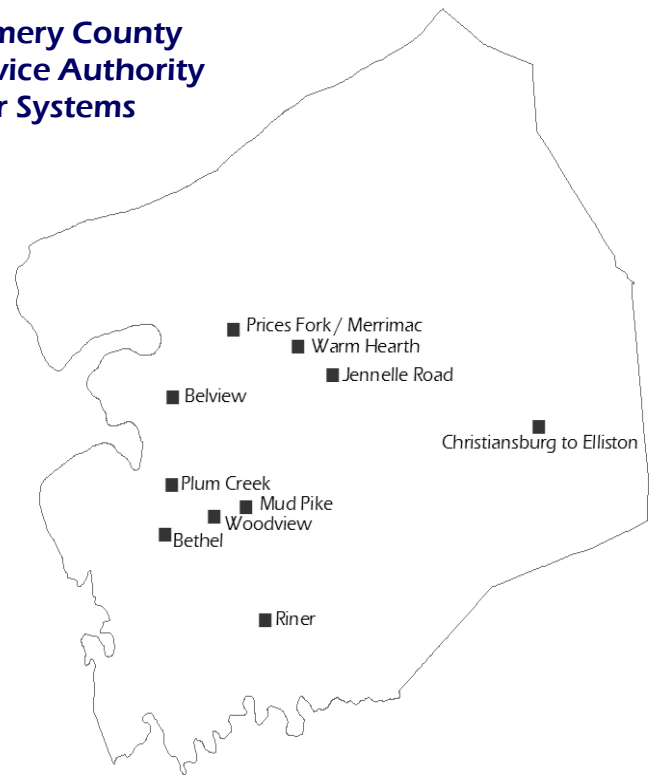 mery County
vice Authority
r Systems
Prices Fork / Merrimac
Warm Hearth
Jennelle Road
Belview
Christiansburg to Elliston
Plum Creek
Mud Pike
Woodview
Bethel
Riner